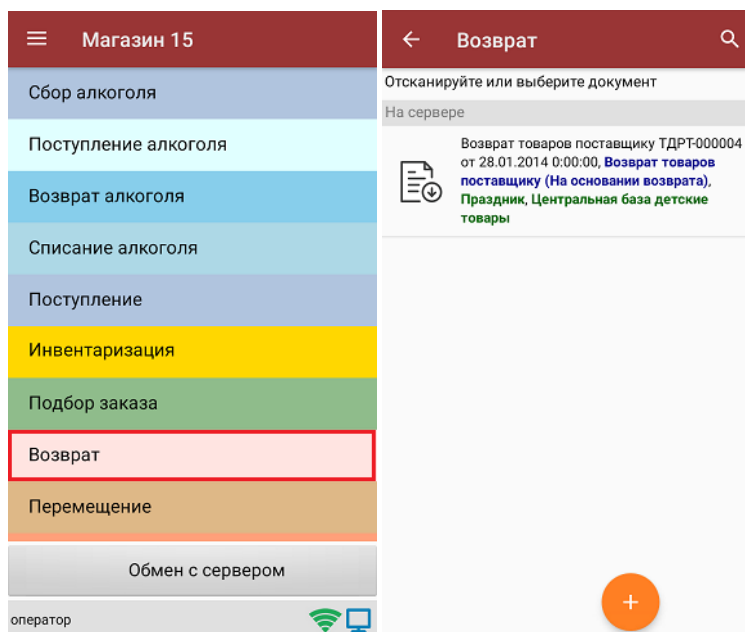 Магазин 15
Сбор алкоголя
Поступление алкоголя
Возврат алкоголя
Списание алкоголя
Поступление
Инвентаризация
Подбор заказа
Возврат
Перемещение
Обмен с сервером
оператор
Возврат
Отсканируйте или выберите документ
На сервере
Возврат товаров поставщику ТДРТ-000004
от 28.01.2014 0:00:00, Возврат товаров
поставщику (На основании возврата),
Праздник, Центральная база детские
товары